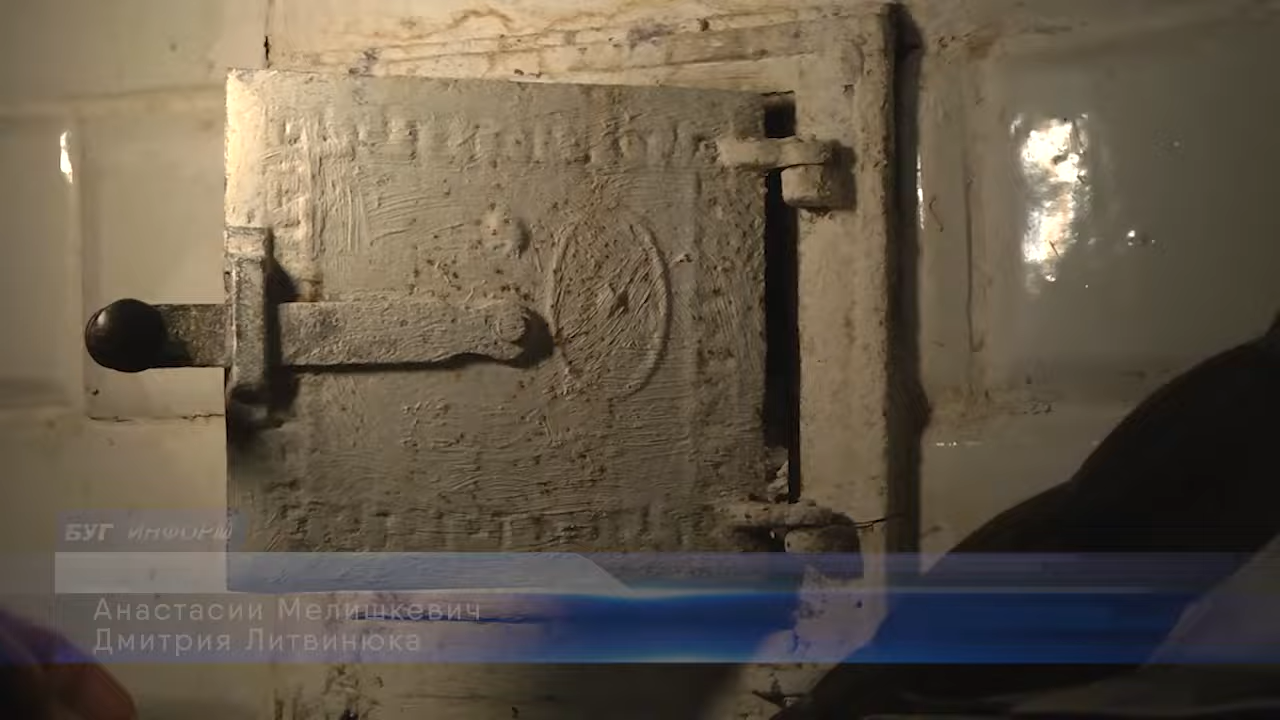 БУГ ИНФОРМ
Анастасии Мелишкевич
Дмитрия Литвинюка